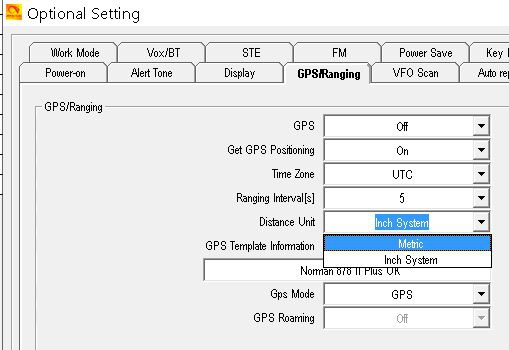 Optional Setting
Work Mode Vox/BT STE FM Power Save Key
Power-on Alert Tone Display GPS/Ranging VFO Scan Auto rep
GPS/Ranging
GPS Off
Get GPS Positioning On
Time Zone UTC
Ranging Interval[s] 5
Distance Unit Inch System
Metric
GPS Template Information Inch System
Norman 878 II Plus UK
Gps Mode GPS
GPS Roaming Off